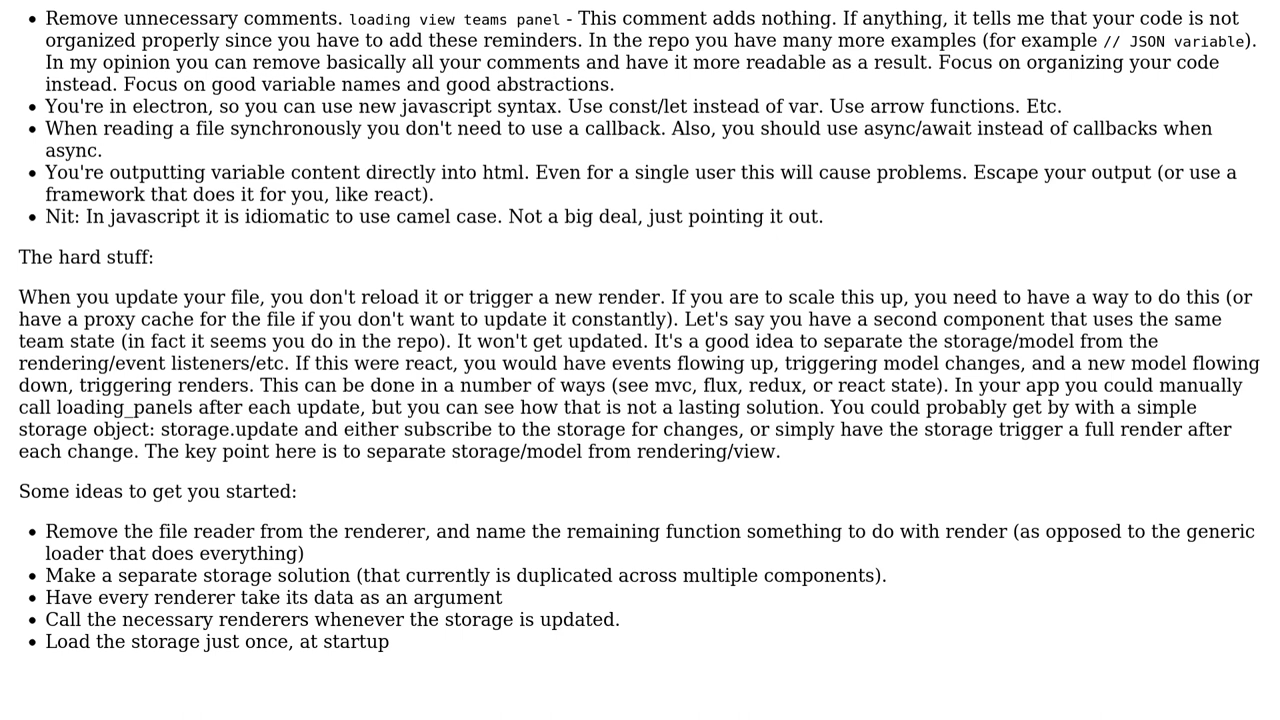 • Remove unnecessary comments. loading view teams panel - This comment adds nothing. If anything, it tells me that your code is not
organized properly since you have to add these reminders. In the repo you have many more examples (for example // JSON variable).
In my opinion you can remove basically all your comments and have it more readable as a result. Focus on organizing your code
instead. Focus on good variable names and good abstractions.
• You're in electron, so you can use new javascript syntax. Use const/let instead of var. Use arrow functions. Etc.
• When reading a file synchronously you don't need to use a callback. Also, you should use async/await instead of callbacks when
async.
• You're outputting variable content directly into html. Even for a single user this will cause problems. Escape your output (or use a
framework that does it for you, like react).
• Nit: In javascript it is idiomatic to use camel case. Not a big deal, just pointing it out.
The hard stuff:
When you update your file, you don't reload it or trigger a new render. If you are to scale this up, you need to have a way to do this (or
have a proxy cache for the file if you don't want to update it constantly). Let's say you have a second component that uses the same
team state (in fact it seems you do in the repo). It won't get updated. It's a good idea to separate the storage/model from the
rendering/event listeners/etc. If this were react, you would have events flowing up, triggering model changes, and a new model flowing
down, triggering renders. This can be done in a number of ways (see mvc, flux, redux, or react state). In your app you could manually
call loading_panels after each update, but you can see how that is not a lasting solution. You could probably get by with a simple
storage object: storage.update and either subscribe to the storage for changes, or simply have the storage trigger a full render after
each change. The key point here is to separate storage/model from rendering/view.
Some ideas to get you started:
• Remove the file reader from the renderer, and name the remaining function something to do with render (as opposed to the generic
loader that does everything)
• Make a separate storage solution (that currently is duplicated across multiple components).
• Have every renderer take its data as an argument
• Call the necessary renderers whenever the storage is updated.
• Load the storage just once, at startup